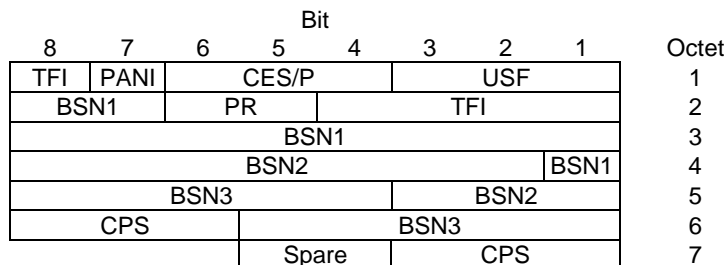 Bit
8 7 6 5 4 3 2 1 Octet
TFI PANI CES/P USF 1
BSN1 PR TFI 2
BSN1 3
BSN2 BSN1 4
BSN3 BSN2 5
CPS BSN3 6
Spare CPS 7